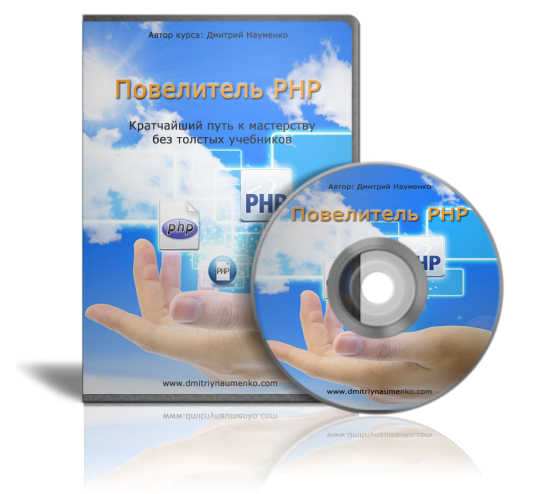 Автор курса: Дмитрий Науменко
Повелитель PHP
Кратчайший путь к мастерству
без толстых учебников
PHP
php
PHP
www.dmitriynaumenko.com
Автор: Дмитрий Науменко
Повелитель PHP
HP
www.dmitriynaumenko.com